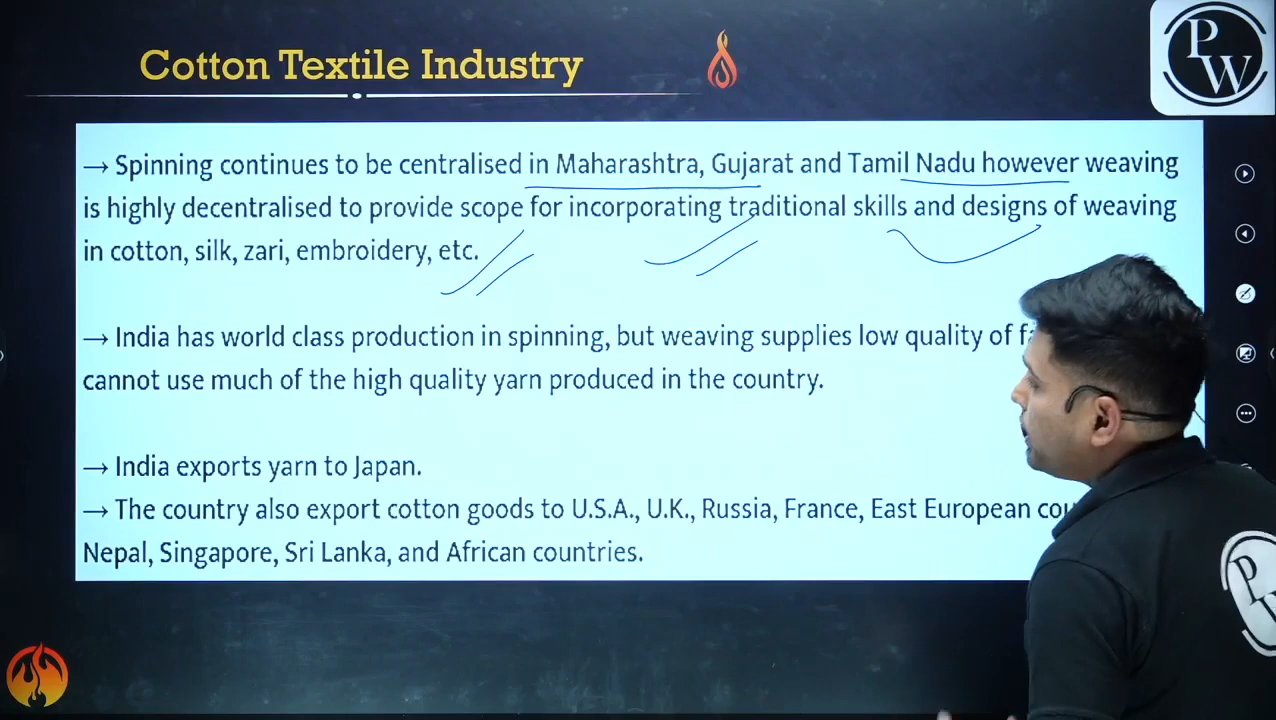 Cotton Textile Industry
PW
→ Spinning continues to be centralised in Maharashtra, Gujarat and Tamil Nadu however weaving
is highly decentralised to provide scope for incorporating traditional skills and designs of weaving
in cotton, silk, zari, embroidery, etc.
→ India has world class production in spinning, but weaving supplies low quality of
cannot use much of the high quality yarn produced in the country.
→ India exports yarn to Japan.
→ The country also export cotton goods to U.S.A., U.K., Russia, France, East European
Nepal, Singapore, Sri Lanka, and African countries.
PW